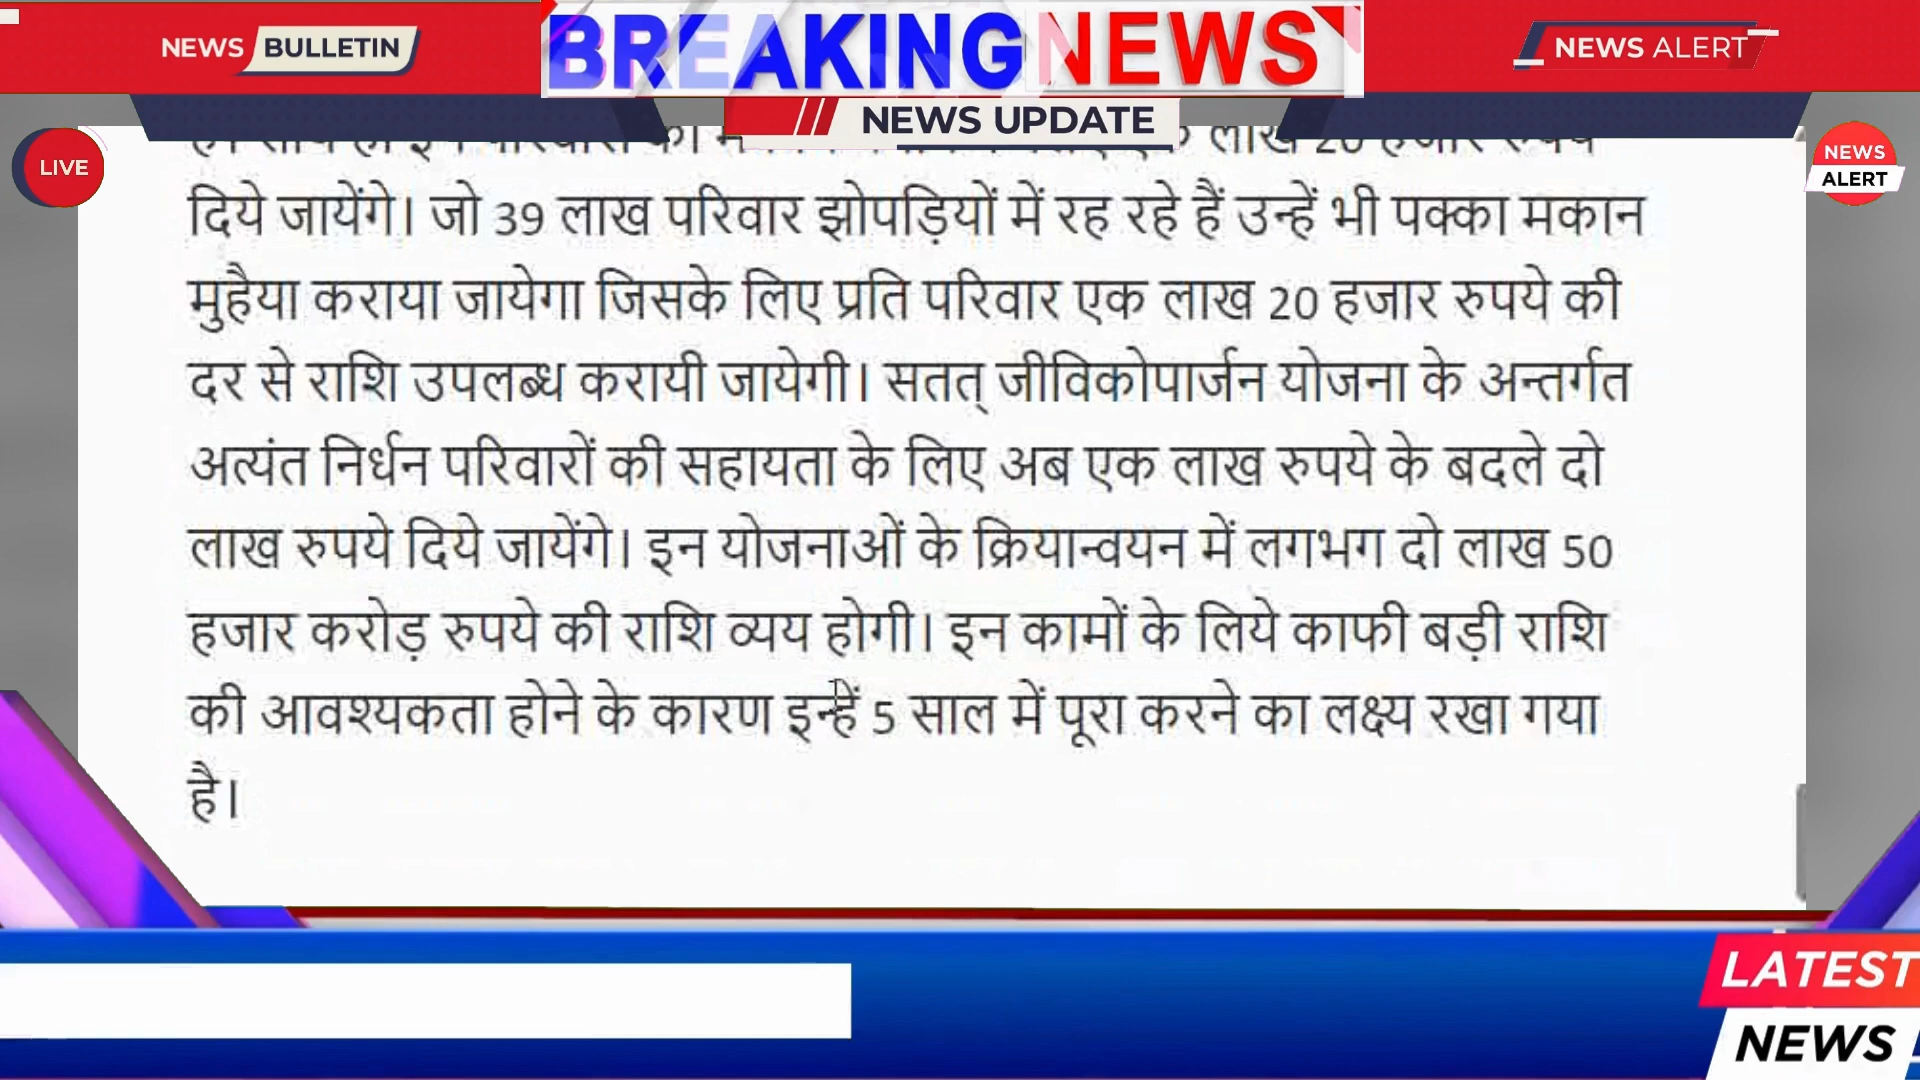 NEWS BULLETIN
BREAKING NEWS
NEWS ALERT
NEWS UPDATE
LIVE
NEWS
ALERT
लाख 20 हजार रुपये
दिये जायेंगे। जो 39 लाख परिवार झोपड़ियों में रह रहे हैं उन्हें भी पक्का मकान
मुहैया कराया जायेगा जिसके लिए प्रति परिवार एक लाख 20 हजार रुपये की
दर से राशि उपलब्ध करायी जायेगी। सतत् जीविकोपार्जन योजना के अन्तर्गत
अत्यंत निर्धन परिवारों की सहायता के लिए अब एक लाख रुपये के बदले दो
लाख रुपये दिये जायेंगे। इन योजनाओं के क्रियान्वयन में लगभग दो लाख 50
हजार करोड़ रुपये की राशि व्यय होगी। इन कामों के लिये काफी बड़ी राशि
की आवश्यकता होने के कारण इन्हें 5 साल में पूरा करने का लक्ष्य रखा गया
है।
LATEST
NEWS